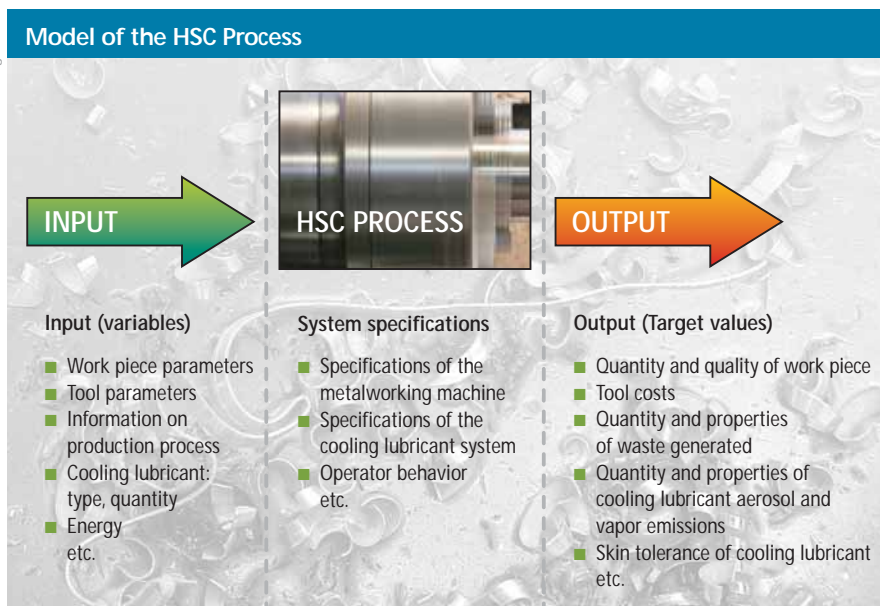 Model of the HSC Process
INPUT
HSC PROCESS
OUTPUT
Input (variables)
Work piece parameters
Tool parameters
Information on
production process
Cooling lubricant:
type, quantity
Energy
etc.
System specifications
Specifications of the
metalworking machine
Specifications of the
cooling lubricant system
Operator behavior
etc.
Output (Target values)
Quantity and quality of work piece
Tool costs
Quantity and properties
of waste generated
Quantity and properties of
cooling lubricant aerosol and
vapor emissions
Skin tolerance of cooling lubricant
etc.